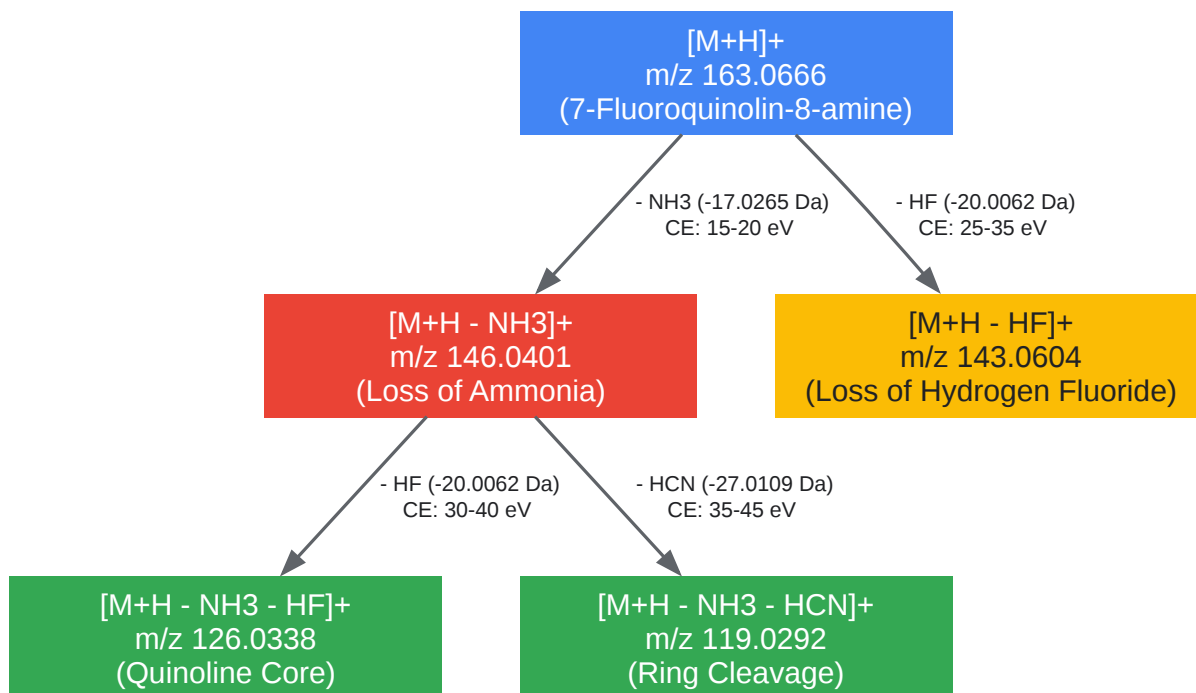 [M+H]+
m/z 163.0666
(7-Fluoroquinolin-8-amine)
- NH3 (-17.0265 Da)
CE: 15-20 eV
- HF (-20.0062 Da)
CE: 25-35 eV
[M+H - NH3]+
m/z 146.0401
(Loss of Ammonia)
[M+H - HF]+
m/z 143.0604
(Loss of Hydrogen Fluoride)
- HF (-20.0062 Da)
CE: 30-40 eV
- HCN (-27.0109 Da)
CE: 35-45 eV
[M+H - NH3 - HF]+
m/z 126.0338
(Quinoline Core)
[M+H - NH3 - HCN]+
m/z 119.0292
(Ring Cleavage)